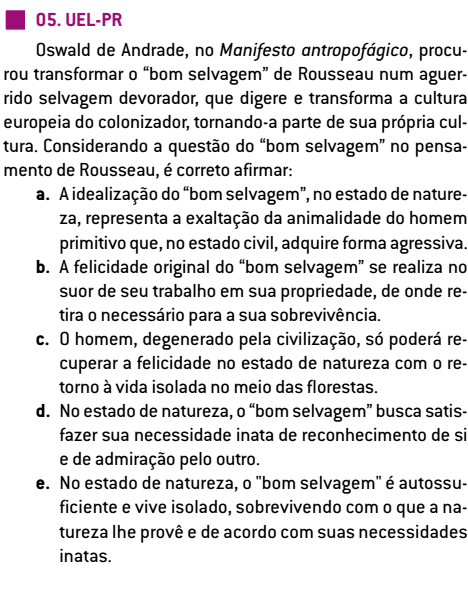 05. UEL-PR
Oswald de Andrade, no Manifesto antropofágico, procu-
rou transformar o “bom selvagem” de Rousseau num aguer-
rido selvagem devorador, que digere e transforma a cultura
europeia do colonizador, tornando-a parte de sua própria cul-
tura. Considerando a questão do “bom selvagem” no pensa-
mento de Rousseau, é correto afirmar:
a. A idealização do “bom selvagem”, no estado de nature-
za, representa a exaltação da animalidade do homem
primitivo que, no estado civil, adquire forma agressiva.
b. A felicidade original do “bom selvagem” se realiza no
suor de seu trabalho em sua propriedade, de onde re-
tira o necessário para a sua sobrevivência.
c. O homem, degenerado pela civilização, só poderá re-
cuperar a felicidade no estado de natureza com o re-
torno à vida isolada no meio das florestas.
d. No estado de natureza, o “bom selvagem” busca satis-
fazer sua necessidade inata de reconhecimento de si
e de admiração pelo outro.
e. No estado de natureza, o "bom selvagem" é autossu-
ficiente e vive isolado, sobrevivendo com o que a na-
tureza lhe provê e de acordo com suas necessidades
inatas.